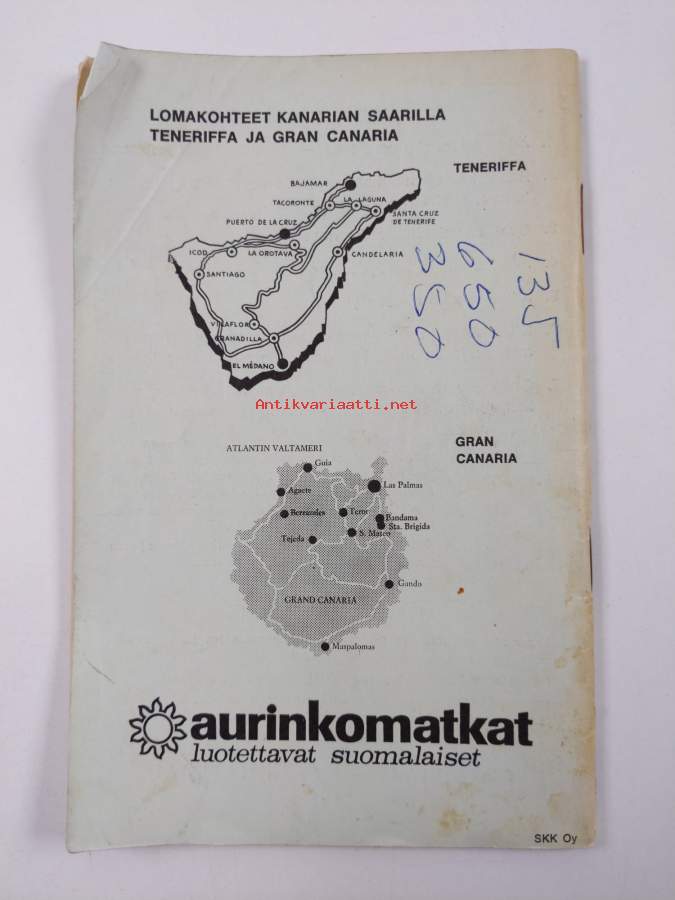 LOMAKOHTEET KANARIAN SAARILLA
TENERIFFA JA GRAN CANARIA
TENERIFFA
BAJAMAR
TACORONTE
LA LAGUNA
PUERTO DE LA CRUZ
SANTA CRUZ
DE TENERIFE
ICOD
LA OROTAVA
CANDELARIA
SANTIAGO
VILAFLOR
GRANADILLA
EL MÉDANO
135
650
350
Antikvariaatti.net
GRAN
CANARIA
ATLANTIN VALTAMERI
Guia
Agaete
Las Palmas
Berrazales
Teror
Bandama
Sta. Brigida
S. Mateo
Tejeda
Gando
GRAND CANARIA
Maspalomas
aurinkomatkat
luotettavat suomalaiset
SKK Oy